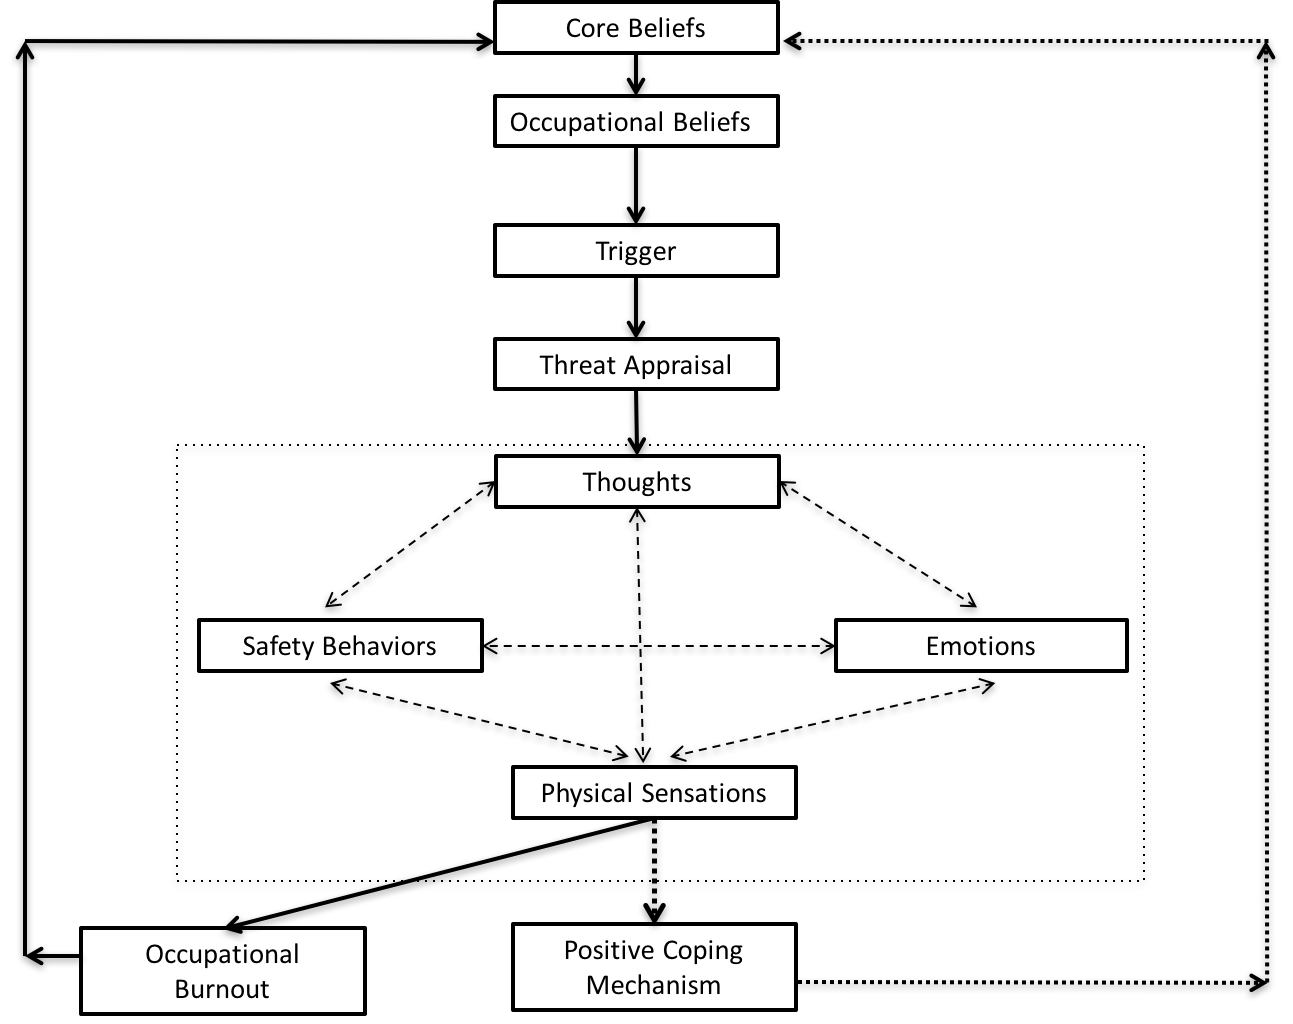 Core Beliefs
Occupational Beliefs
Trigger
Threat Appraisal
Thoughts
Safety Behaviors
Emotions
Physical Sensations
Occupational
Burnout
Positive Coping
Mechanism